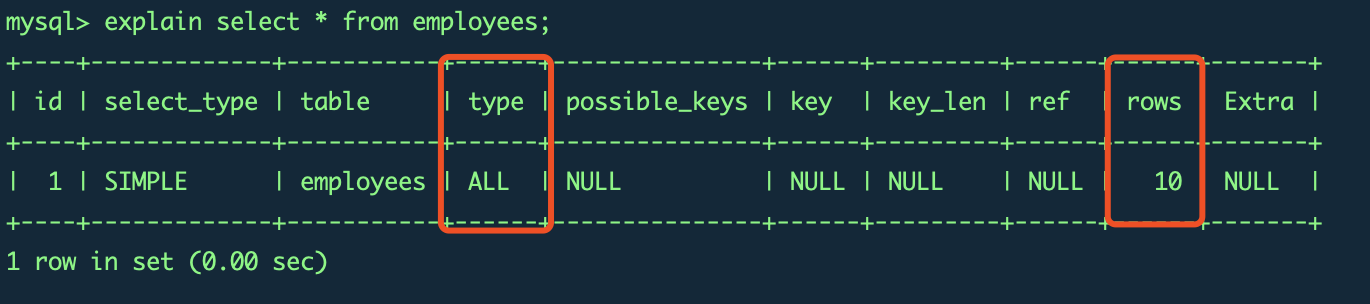 mysql> explain select * from employees;
+----+-------------+-----------+------+---------------+------+---------+------+------+-------+
| id | select_type | table     | type | possible_keys | key  | key_len | ref  | rows | Extra |
+----+-------------+-----------+------+---------------+------+---------+------+------+-------+
|  1 | SIMPLE      | employees | ALL  | NULL          | NULL | NULL    | NULL |   10 | NULL  |
+----+-------------+-----------+------+---------------+------+---------+------+------+-------+
1 row in set (0.00 sec)